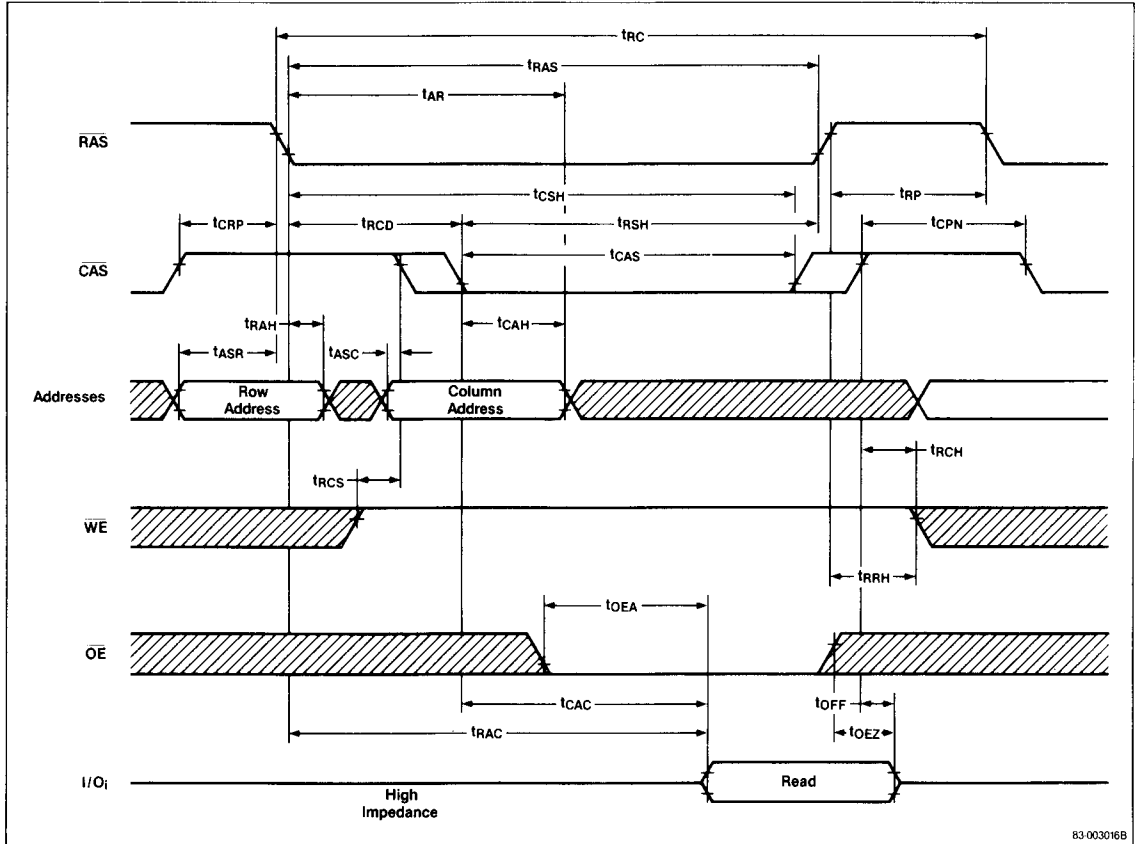 tRC
tRAS
tAR
RAS
tCSH
tRP
tCRP
tRCD
tRSH
tCPN
CAS
tCAS
tRAH
tCAH
tASR
tASC
Addresses
Row Address
Column Address
tRCH
tRCS
WE
tRRH
tOEA
OE
tCAC
tOFF
tRAC
tOEZ
I/Oi
Read
High Impedance
83-003016B